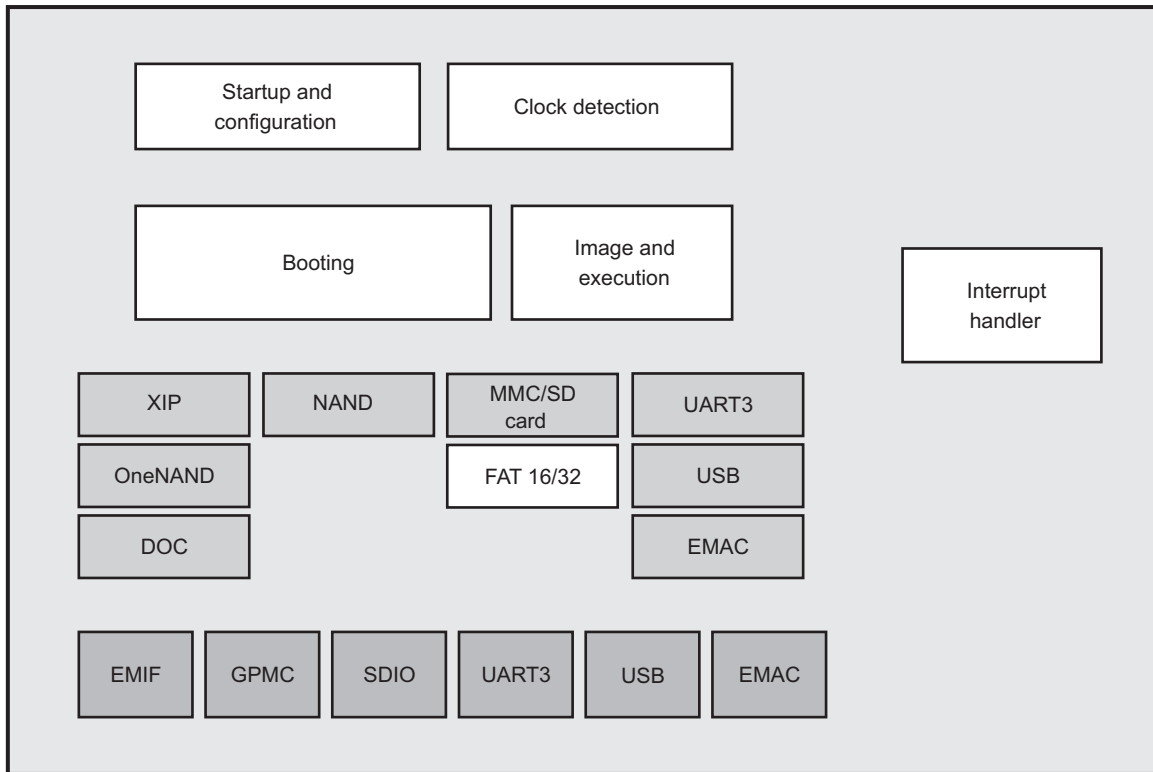 Startup and
configuration
Clock detection
Booting
Image and
execution
Interrupt
handler
XIP
NAND
MMC/SD
card
UART3
OneNAND
FAT 16/32
USB
DOC
EMAC
EMIF
GPMC
SDIO
UART3
USB
EMAC